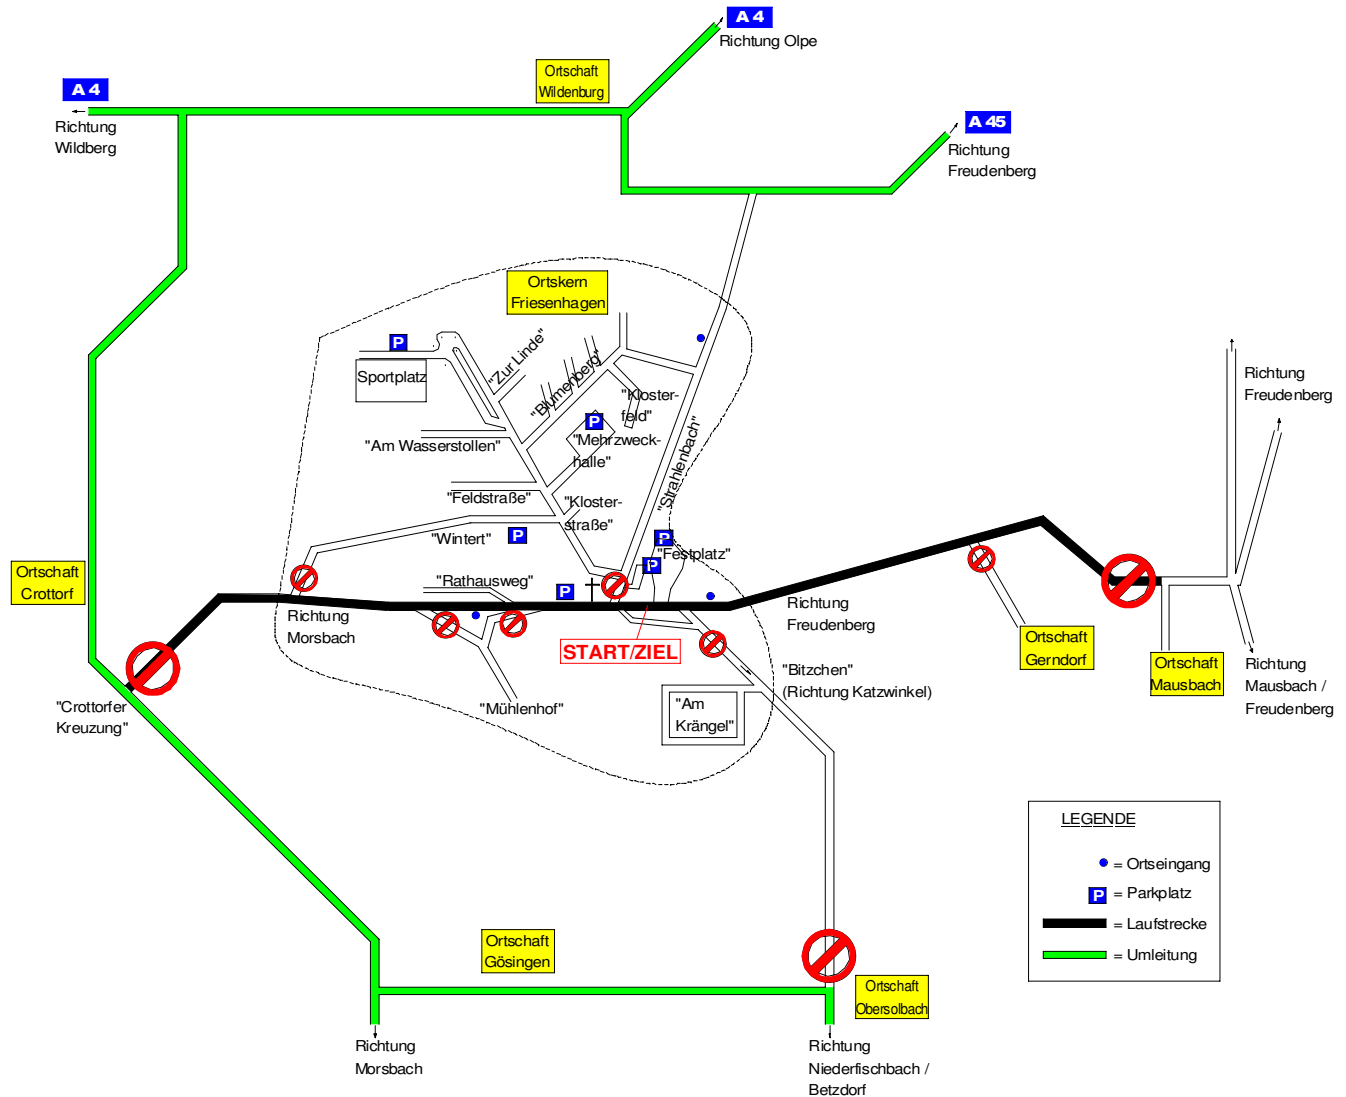 A 4
Richtung Olpe
Ortschaft
Wildenburg
A 4
Richtung
Wildberg
A 45
Richtung
Freudenberg
Ortskern
Friesenhagen
P
Sportplatz
"Zur Linde"
"Blumenberg"
"Kloster-
feld"
P
"Mehrzweck-
halle"
"Am Wasserstollen"
"Strahlenbach"
"Feldstraße"
"Kloster-
straße"
"Wintert"
P
P
"Festplatz"
P
"Rathausweg"
P
Richtung
Freudenberg
Ortschaft
Crottorf
Richtung
Morsbach
START/ZIEL
Richtung
Freudenberg
Ortschaft
Gerndorf
Ortschaft
Mausbach
Richtung
Mausbach /
Freudenberg
"Bitzchen"
(Richtung Katzwinkel)
"Crottorfer
Kreuzung"
"Mühlenhof"
"Am
Krängel"
LEGENDE
= Ortseingang
P = Parkplatz
= Laufstrecke
= Umleitung
Ortschaft
Gösingen
Ortschaft
Obersolbach
Richtung
Morsbach
Richtung
Niederfischbach /
Betzdorf